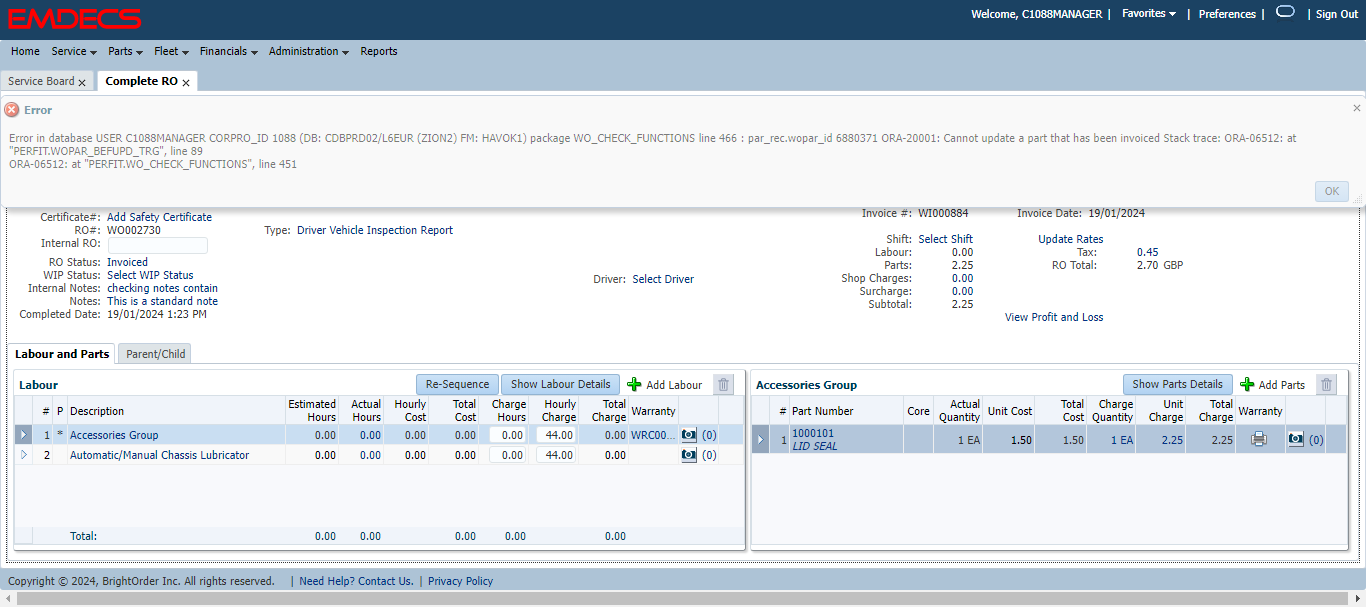 EMDECS
Welcome, C1088MANAGER | Favorites | Preferences | | Sign Out
Home Service Parts Fleet Financials Administration Reports
Service Board x Complete RO x
Error
Error in database USER C1088MANAGER CORPRO_ID 1088 (DB: CDBPRD02/L6EUR (ZION2) FM: HAVOK1) package WO_CHECK_FUNCTIONS line 466 : par_rec.wopar_id 6880371 ORA-20001: Cannot update a part that has been invoiced Stack trace: ORA-06512: at
"PERFIT.WOPAR_BEFUPD_TRG", line 89
ORA-06512: at "PERFIT.WO_CHECK_FUNCTIONS", line 451
OK
Certificate#: Add Safety Certificate
RO#: WO002730
Internal RO:
RO Status: Invoiced
WIP Status: Select WIP Status
Internal Notes: checking notes contain
Notes: This is a standard note
Completed Date: 19/01/2024 1:23 PM
Type: Driver Vehicle Inspection Report
Driver: Select Driver
Invoice #: WI000884 Invoice Date: 19/01/2024
Shift: Select Shift
Labour: 0.00
Parts: 2.25
Shop Charges: 0.00
Surcharge: 0.00
Subtotal: 2.25
Update Rates
Tax: 0.45
RO Total: 2.70 GBP
View Profit and Loss
Labour and Parts Parent/Child
Labour Re-Sequence Show Labour Details Add Labour
# P Description Estimated Hours Actual Hours Hourly Cost Total Cost Charge Hours Hourly Charge Total Charge Warranty
1 * Accessories Group 0.00 0.00 0.00 0.00 0.00 44.00 0.00 WRC00... (0)
2 Automatic/Manual Chassis Lubricator 0.00 0.00 0.00 0.00 0.00 44.00 0.00 (0)
Total: 0.00 0.00 0.00 0.00 0.00
Accessories Group Show Parts Details Add Parts
# Part Number Core Actual Quantity Unit Cost Total Cost Charge Quantity Unit Charge Total Charge Warranty
1 1000101 1 EA 1.50 1.50 1 EA 2.25 2.25 (0)
LID SEAL
Copyright © 2024, BrightOrder Inc. All rights reserved. | Need Help? Contact Us. | Privacy Policy